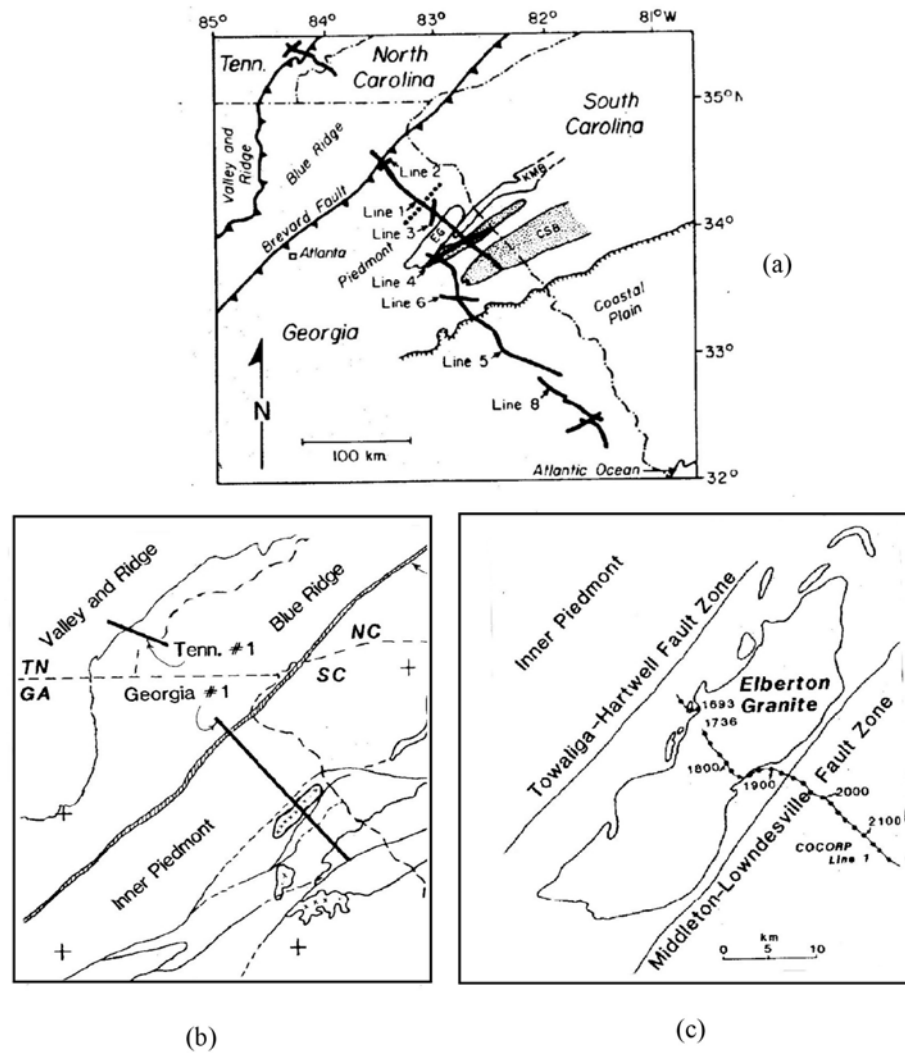 85°
84°
83°
82°
81°W
Tenn.
North
Carolina
35°N
South
Carolina
Valley and
Ridge
Blue Ridge
Line 2
KMB
Brevard Fault
Line 1
Line 3
EG
34°
CSB
Atlanta
Piedmont
Line 4
(a)
Line 6
Coastal
Plain
Georgia
33°
Line 5
Line 8
N
100 km
Atlantic Ocean
32°
Valley and Ridge
Blue Ridge
Tenn. #1
NC
TN
GA
SC
Georgia #1
Inner Piedmont
(b)
Inner Piedmont
Towaliga-Hartwell Fault Zone
Elberton
Granite
1693
1736
1800
1900
2000
2100
COCORP
Line 1
Middleton-Lowndesville Fault Zone
km
0 5 10
(c)